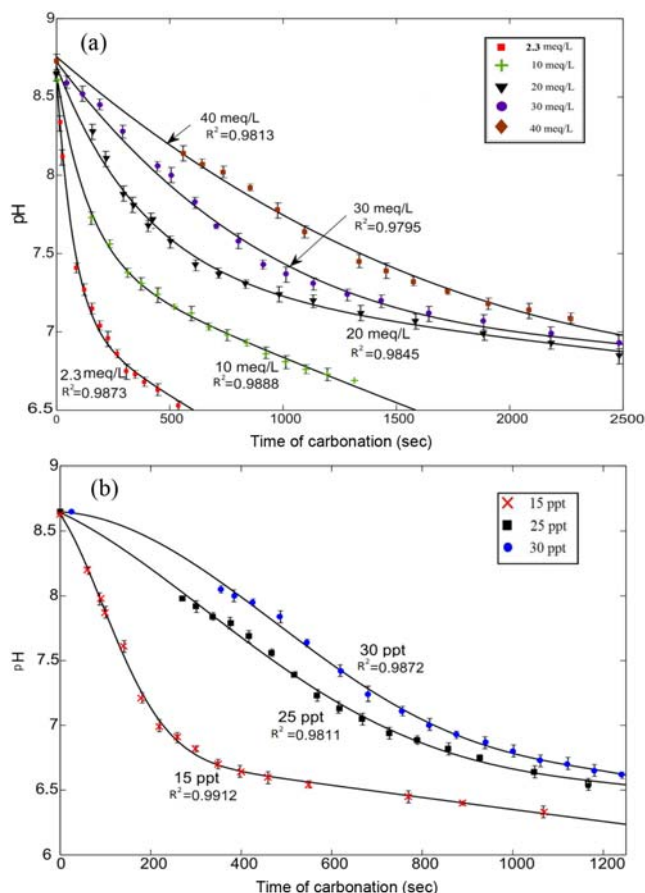 (a)
9
8.5
8
7.5
7
6.5
pH
2.3 meq/L
10 meq/L
20 meq/L
30 meq/L
40 meq/L
40 meq/L
R²=0.9813
30 meq/L
R²=0.9795
20 meq/L
R²=0.9845
10 meq/L
R²=0.9888
2.3 meq/L
R²=0.9873
0 500 1000 1500 2000 2500
Time of carbonation (sec)
(b)
9
8.5
8
7.5
7
6.5
6
pH
15 ppt
25 ppt
30 ppt
30 ppt
R²=0.9872
25 ppt
R²=0.9811
15 ppt
R²=0.9912
0 200 400 600 800 1000 1200
Time of carbonation (sec)